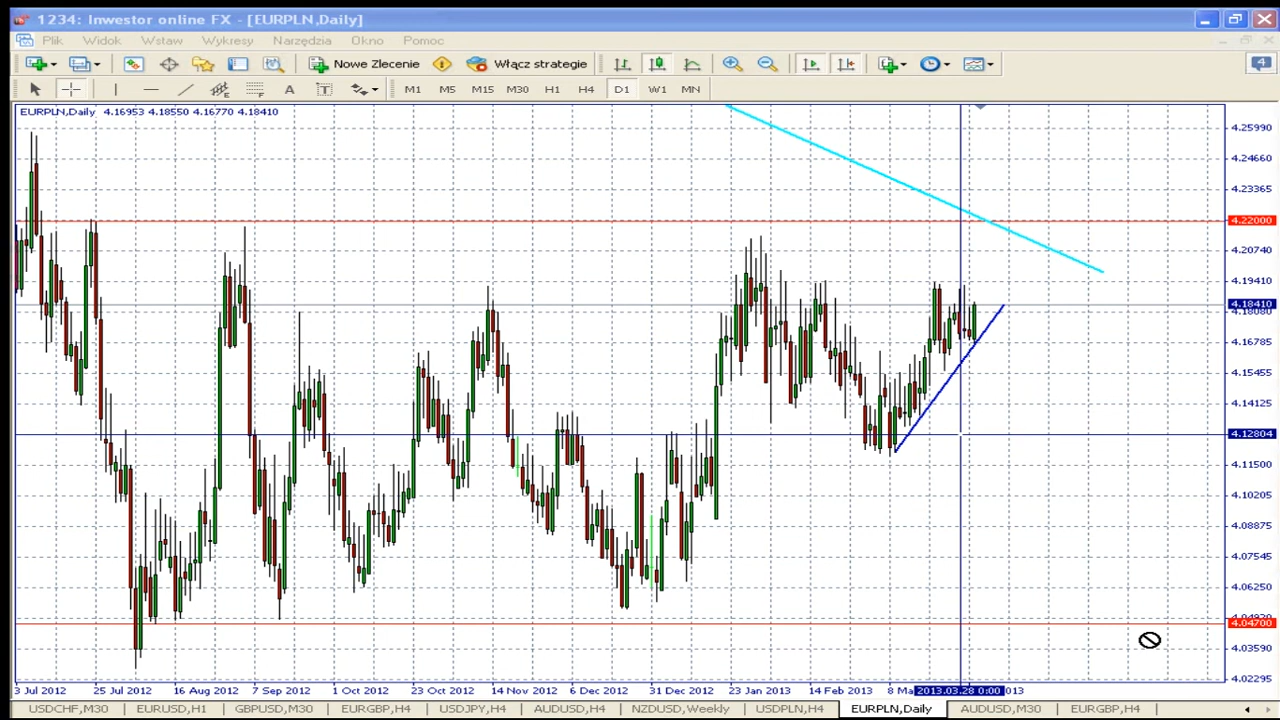 1234: Inwestor online FX - [EURPLN,Daily]
Plik Widok Wstaw Wykresy Narzędzia Okno Pomoc
Nowe Zlecenie Włącz strategie 4
A T M1 M5 M15 M30 H1 H4 D1 W1 MN
EURPLN,Daily 4.16953 4.18550 4.16770 4.18410
4.25990
4.24660
4.23365
4.22000
4.20740
4.19410
4.18410
4.18080
4.16785
4.15455
4.14125
4.12804
4.11500
4.10205
4.08875
4.07545
4.06250
4.04700
4.03590
4.02295
3 Jul 2012 25 Jul 2012 16 Aug 2012 7 Sep 2012 1 Oct 2012 23 Oct 2012 14 Nov 2012 6 Dec 2012 31 Dec 2012 23 Jan 2013 14 Feb 2013 8 Ma 2013.03.28 0:00 013
USDCHF,M30 EURUSD,H1 GBPUSD,M30 EURGBP,H4 USDJPY,H4 AUDUSD,H4 NZDUSD,Weekly USDPLN,H4 EURPLN,Daily AUDUSD,M30 EURGBP,H4